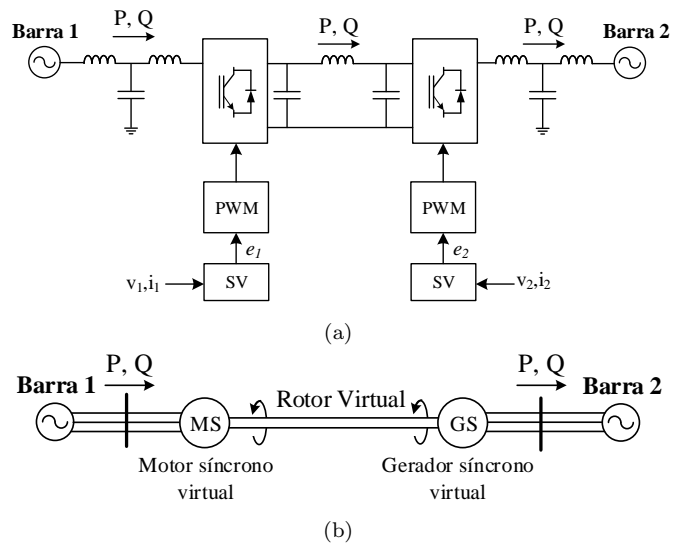 P, Q
P, Q
P, Q
Barra 1
Barra 2
PWM
PWM
e1
e2
v1,i1
SV
SV
v2,i2
(a)
P, Q
P, Q
Barra 1
Barra 2
Rotor Virtual
MS
GS
Motor síncrono
virtual
Gerador síncrono
virtual
(b)